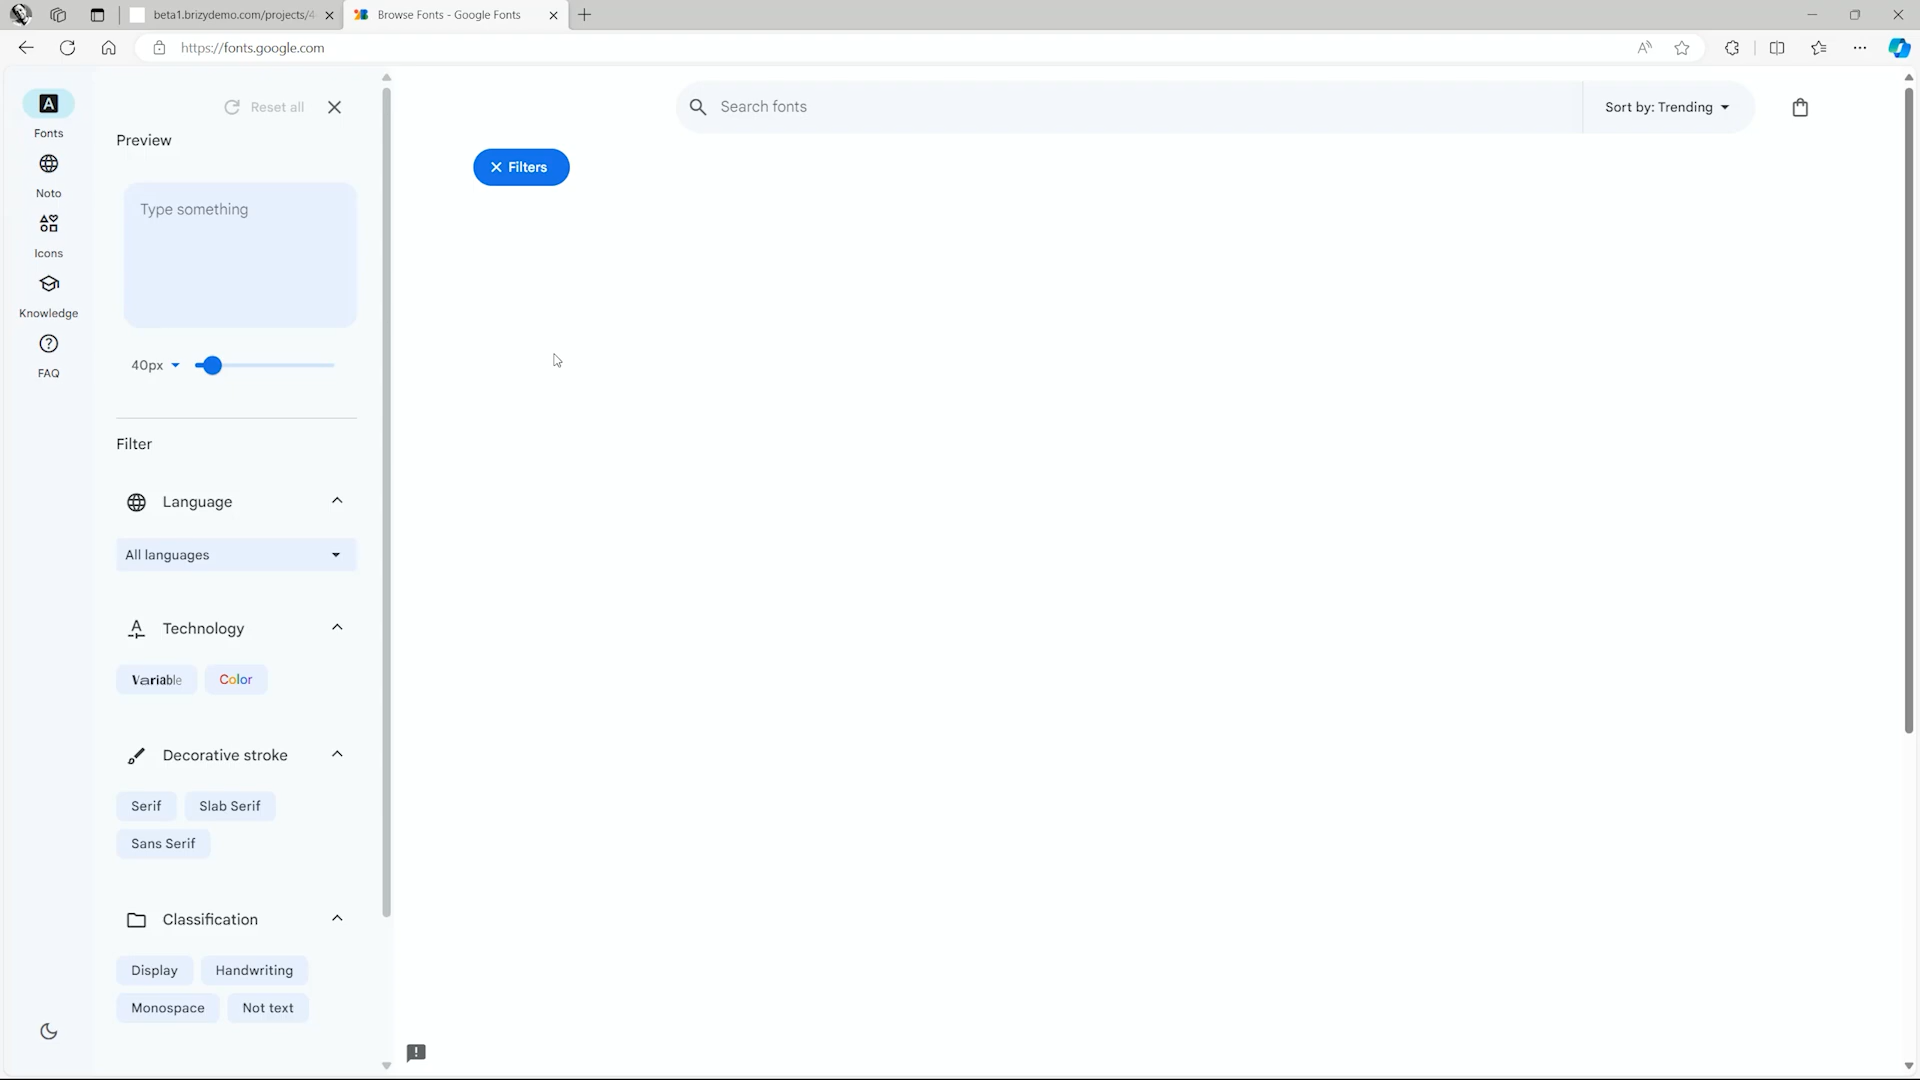 beta1.brizydemo.com/projects/4
Browse Fonts - Google Fonts
https://fonts.google.com
A
Fonts
Noto
Icons
Knowledge
FAQ
Reset all
Preview
Type something
40px
Filter
Language
All languages
Technology
Variable
Color
Decorative stroke
Serif
Slab Serif
Sans Serif
Classification
Display
Handwriting
Monospace
Not text
Search fonts
Sort by: Trending
Filters